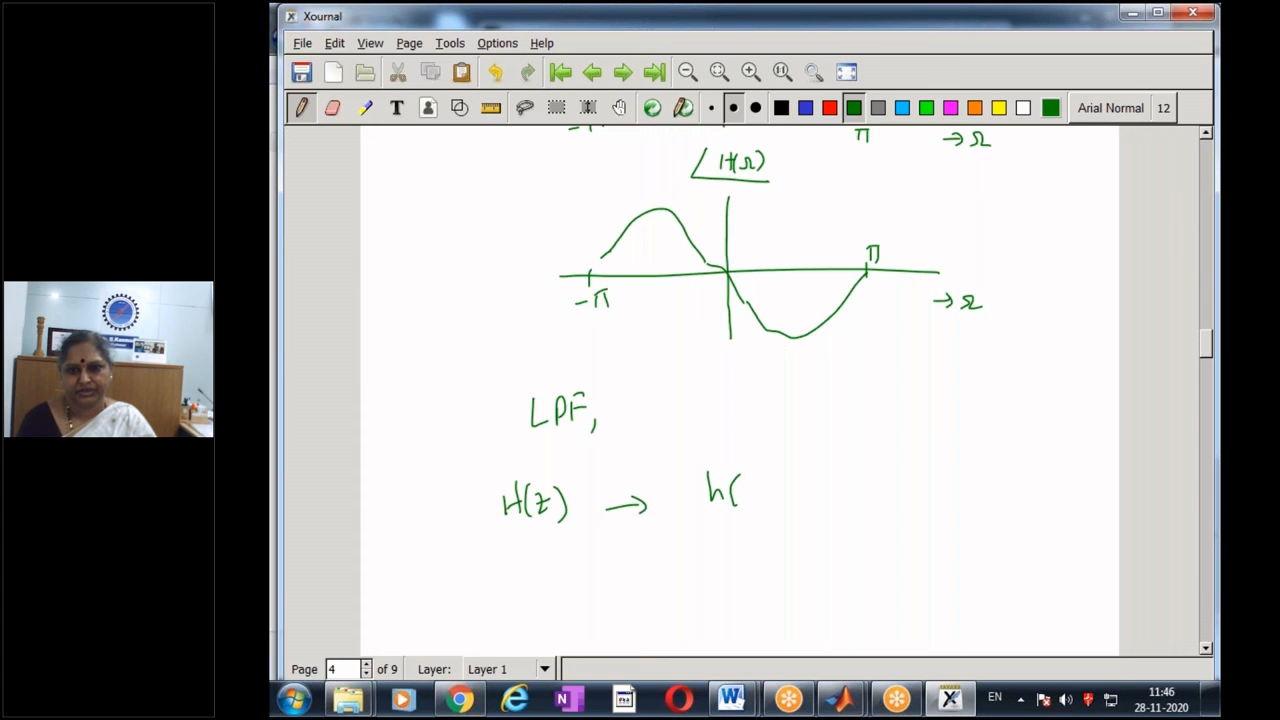 Xournal
File Edit View Page Tools Options Help
Arial Normal 12
-π π → Ω
∠H(Ω)
π
-π → Ω
LPF,
H(z) → h(
Page 4 of 9 Layer: Layer 1
EN 11:46
28-11-2020